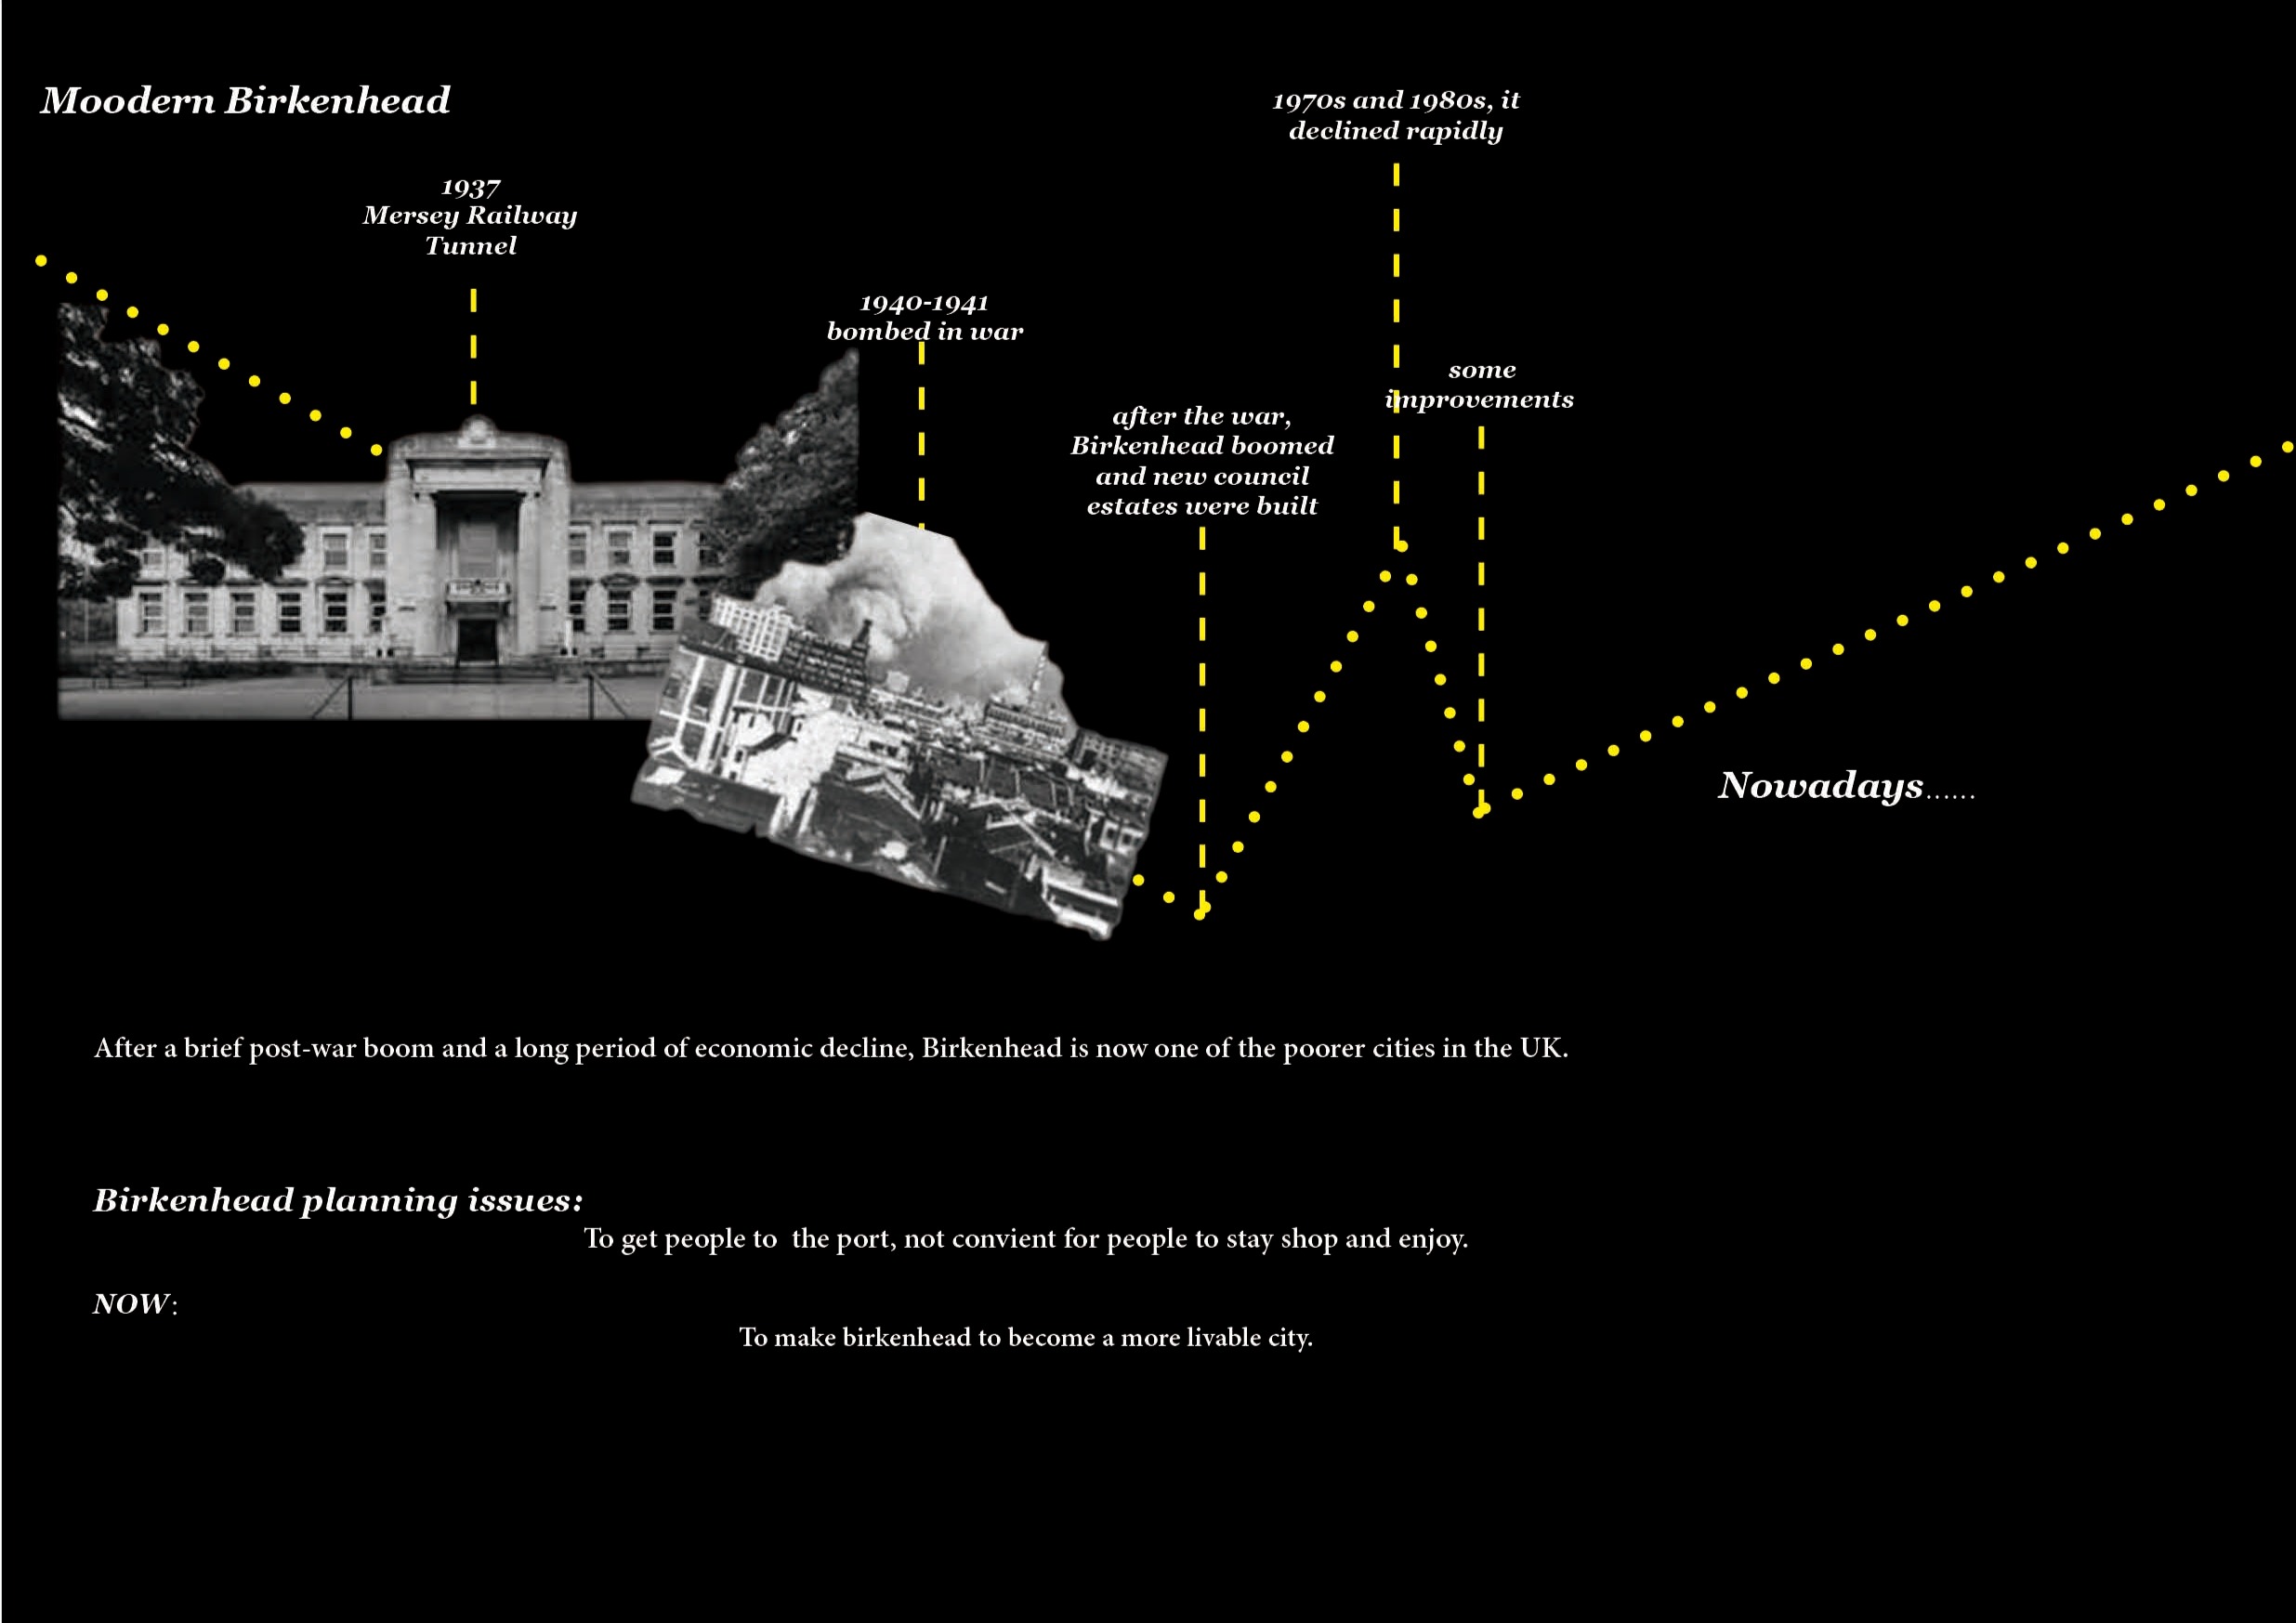 Moodern Birkenhead
1937
Mersey Railway
Tunnel
1940-1941
bombed in war
after the war,
Birkenhead boomed
and new council
estates were built
1970s and 1980s, it
declined rapidly
some
improvements
Nowadays......
After a brief post-war boom and a long period of economic decline, Birkenhead is now one of the poorer cities in the UK.
Birkenhead planning issues:
To get people to  the port, not convient for people to stay shop and enjoy.
NOW:
To make birkenhead to become a more livable city.